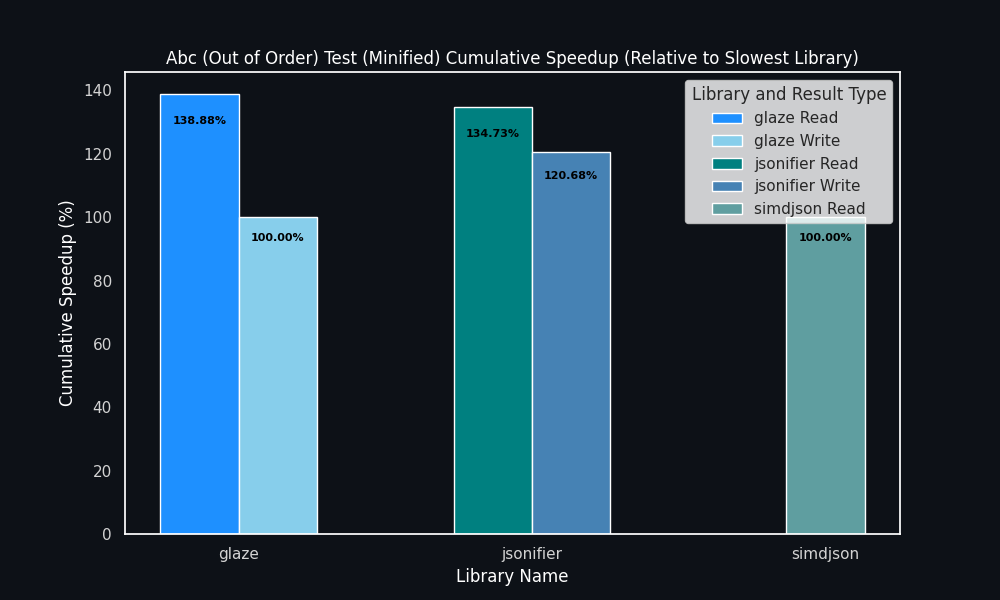 Abc (Out of Order) Test (Minified) Cumulative Speedup (Relative to Slowest Library)
Cumulative Speedup (%)
140
120
100
80
60
40
20
0
138.88%
100.00%
134.73%
120.68%
100.00%
Library and Result Type
glaze Read
glaze Write
jsonifier Read
jsonifier Write
simdjson Read
glaze
jsonifier
simdjson
Library Name